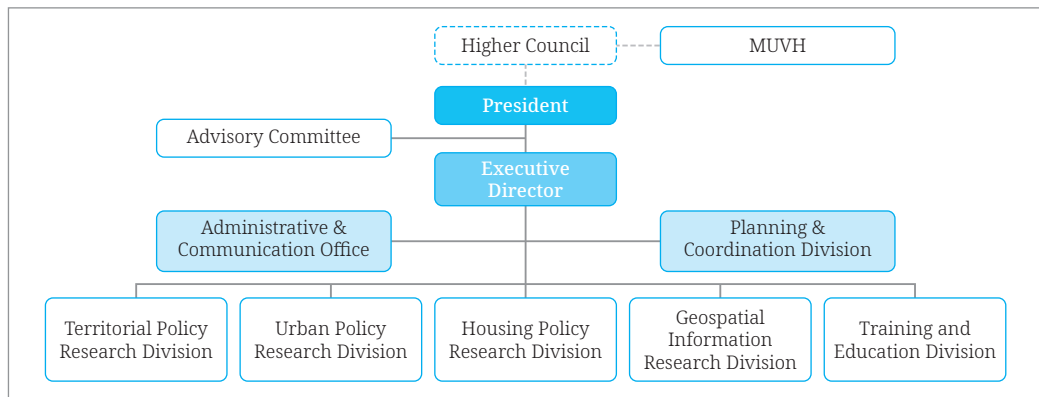 Higher Council
MUVH
President
Advisory Committee
Executive
Director
Administrative &
Communication Office
Planning &
Coordination Division
Territorial Policy
Research Division
Urban Policy
Research Division
Housing Policy
Research Division
Geospatial
Information
Research Division
Training and
Education Division